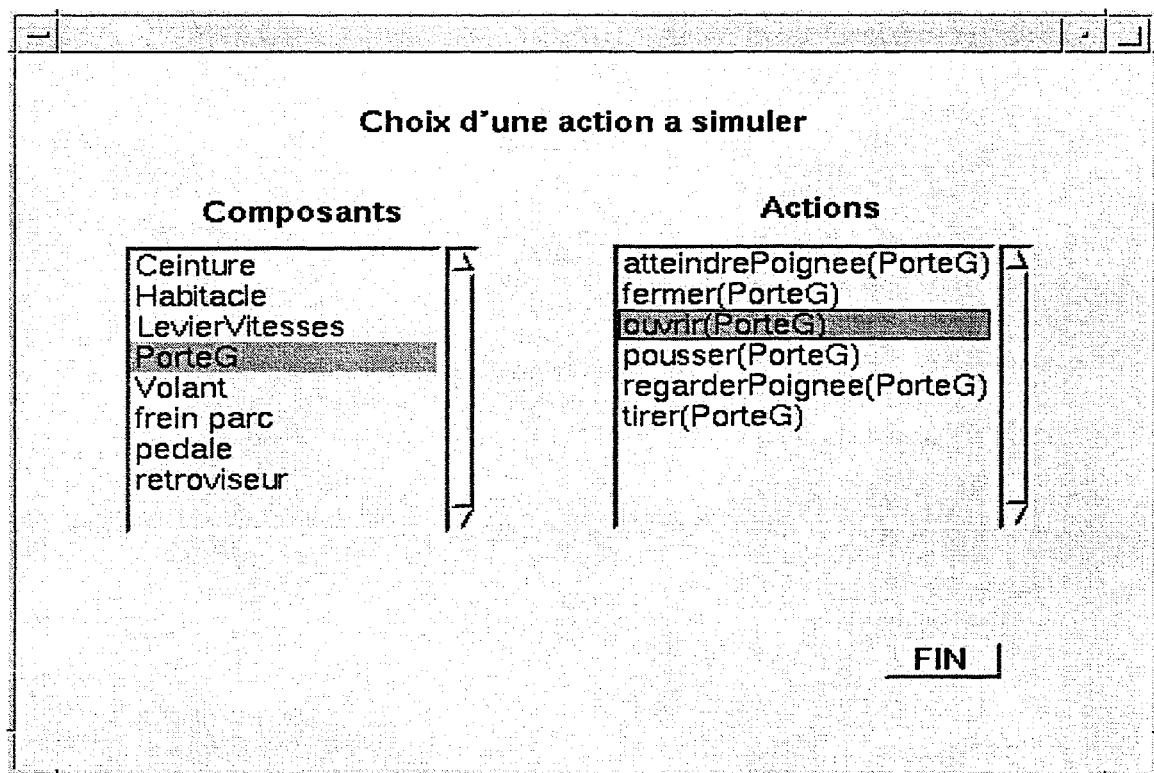 Choix d'une action a simuler
Composants
Ceinture
Habitacle
LevierVitesses
PorteG
Volant
frein parc
pedale
retroviseur
Actions
atteindrePoignee(PorteG)
fermer(PorteG)
ouvrir(PorteG)
pousser(PorteG)
regarderPoignee(PorteG)
tirer(PorteG)
FIN